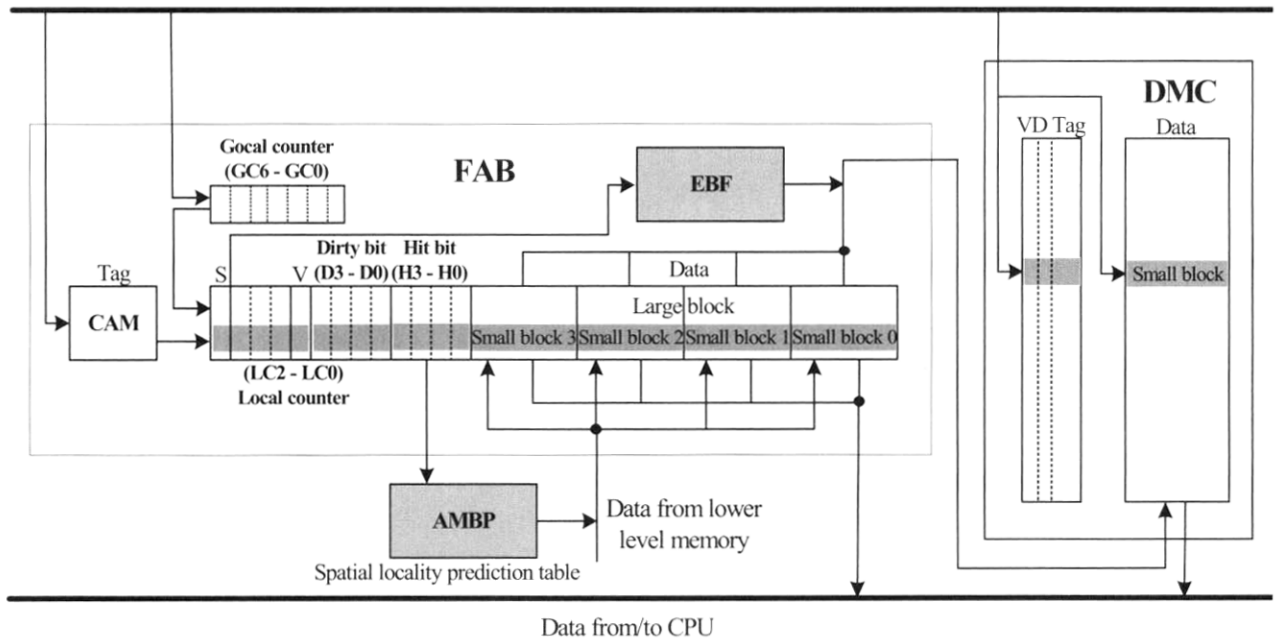 DMC
VD Tag
Data
Gocal counter
(GC6 - GC0)
FAB
EBF
Dirty bit
(D3 - D0)
Hit bit
(H3 - H0)
Tag
S
V
Data
CAM
Large block
Small block 3
Small block 2
Small block 1
Small block 0
Small block
(LC2 - LC0)
Local counter
AMBP
Spatial locality prediction table
Data from lower
level memory
Data from/to CPU